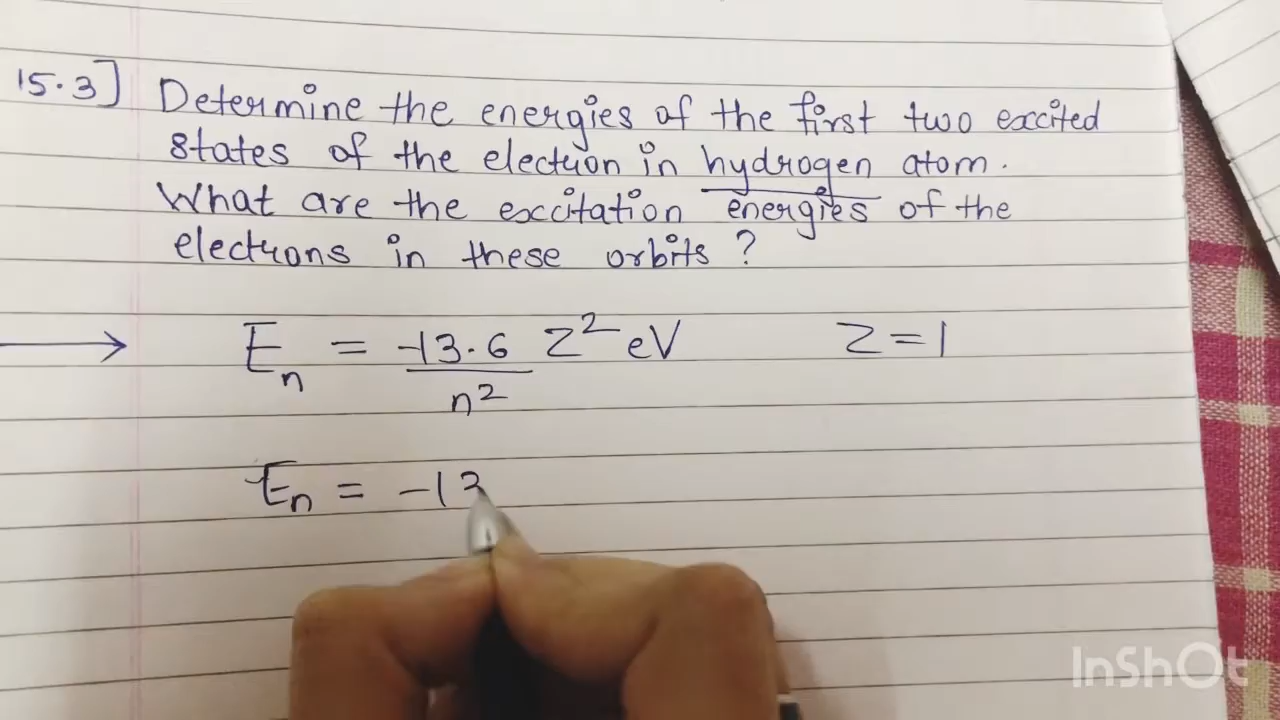 15.3] Determine the energies of the first two excited
states of the electron in hydrogen atom.
What are the excitation energies of the
electrons in these orbits ?
→ Eₙ = -13.6/n² Z² eV Z = 1
Eₙ = -13
InShOt